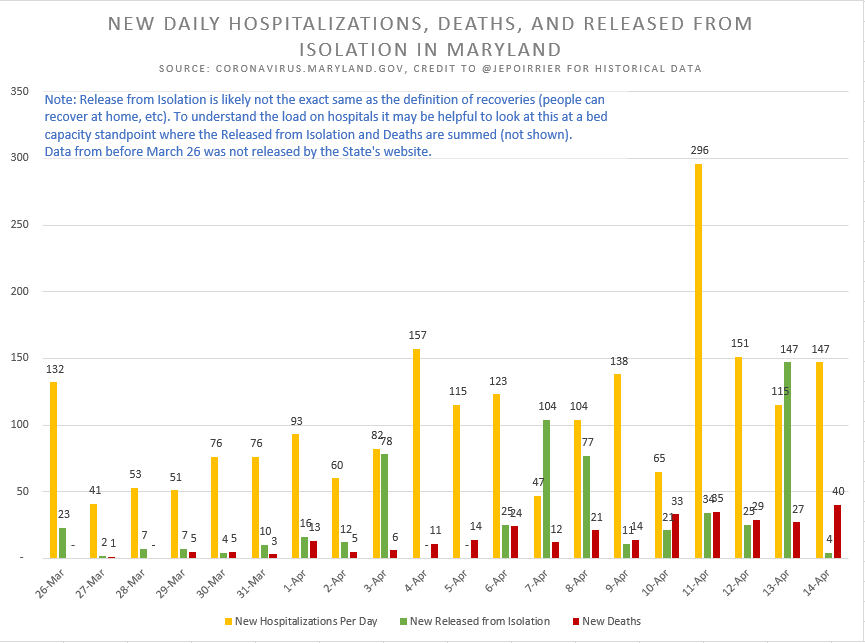 NEW DAILY HOSPITALIZATIONS, DEATHS, AND RELEASED FROM
ISOLATION IN MARYLAND
SOURCE: CORONAVIRUS.MARYLAND.GOV, CREDIT TO @JEPOIRRIER FOR HISTORICAL DATA
Note: Release from Isolation is likely not the exact same as the definition of recoveries (people can
recover at home, etc). To understand the load on hospitals it may be helpful to look at this at a bed
capacity standpoint where the Released from Isolation and Deaths are summed (not shown).
Data from before March 26 was not released by the State's website.
350
300
250
200
150
100
50
-
132 23 -
41 2 1
53 7 -
51 7 5
76 4 5
76 10 3
93 16 13
60 12 5
82 78 6
157 - 11
115 - 14
123 25 24
47 104 12
104 77 21
138 11 14
65 21 33
296 34 35
151 25 29
115 147 27
147 4 40
26-Mar 27-Mar 28-Mar 29-Mar 30-Mar 31-Mar 1-Apr 2-Apr 3-Apr 4-Apr 5-Apr 6-Apr 7-Apr 8-Apr 9-Apr 10-Apr 11-Apr 12-Apr 13-Apr 14-Apr
New Hospitalizations Per Day New Released from Isolation New Deaths